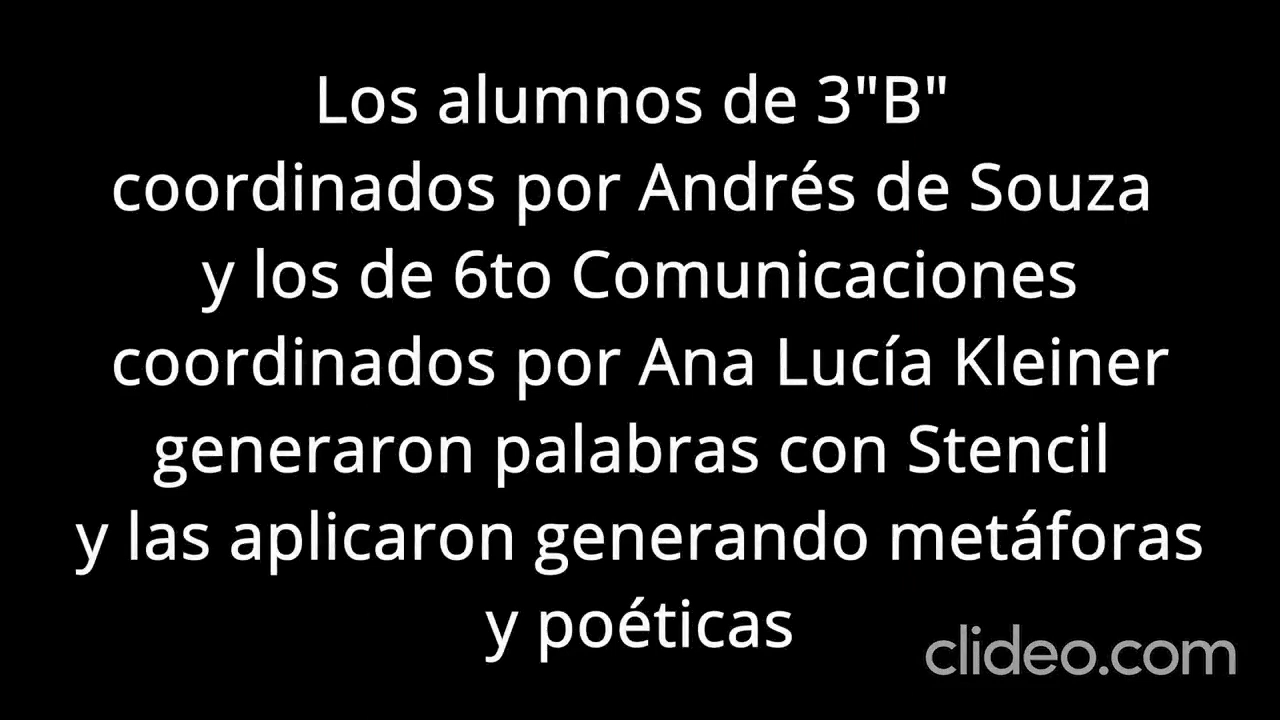 Los alumnos de 3"B"
coordinados por Andrés de Souza
y los de 6to Comunicaciones
coordinados por Ana Lucía Kleiner
generaron palabras con Stencil
y las aplicaron generando metáforas
y poéticas
clideo.com